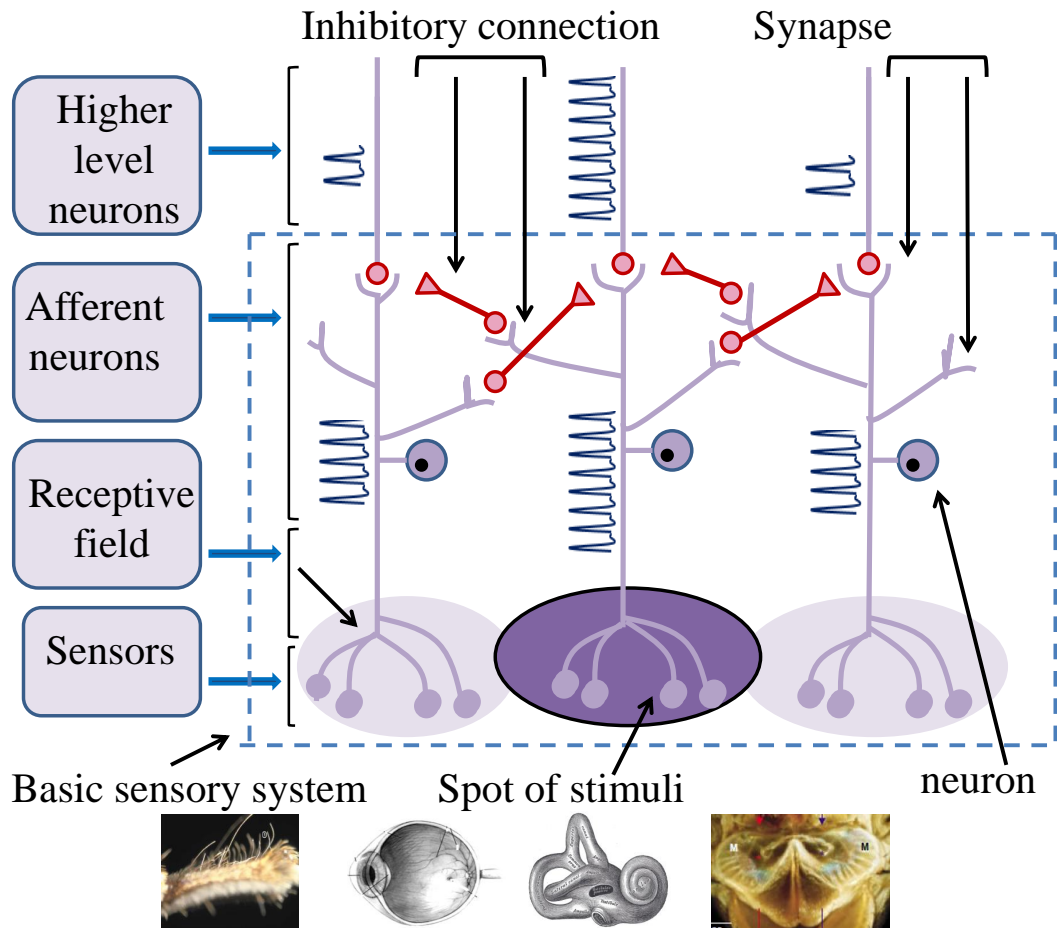 Inhibitory connection
Synapse
Higher
level
neurons
Afferent
neurons
Receptive
field
Sensors
Basic sensory system
Spot of stimuli
neuron
M
M